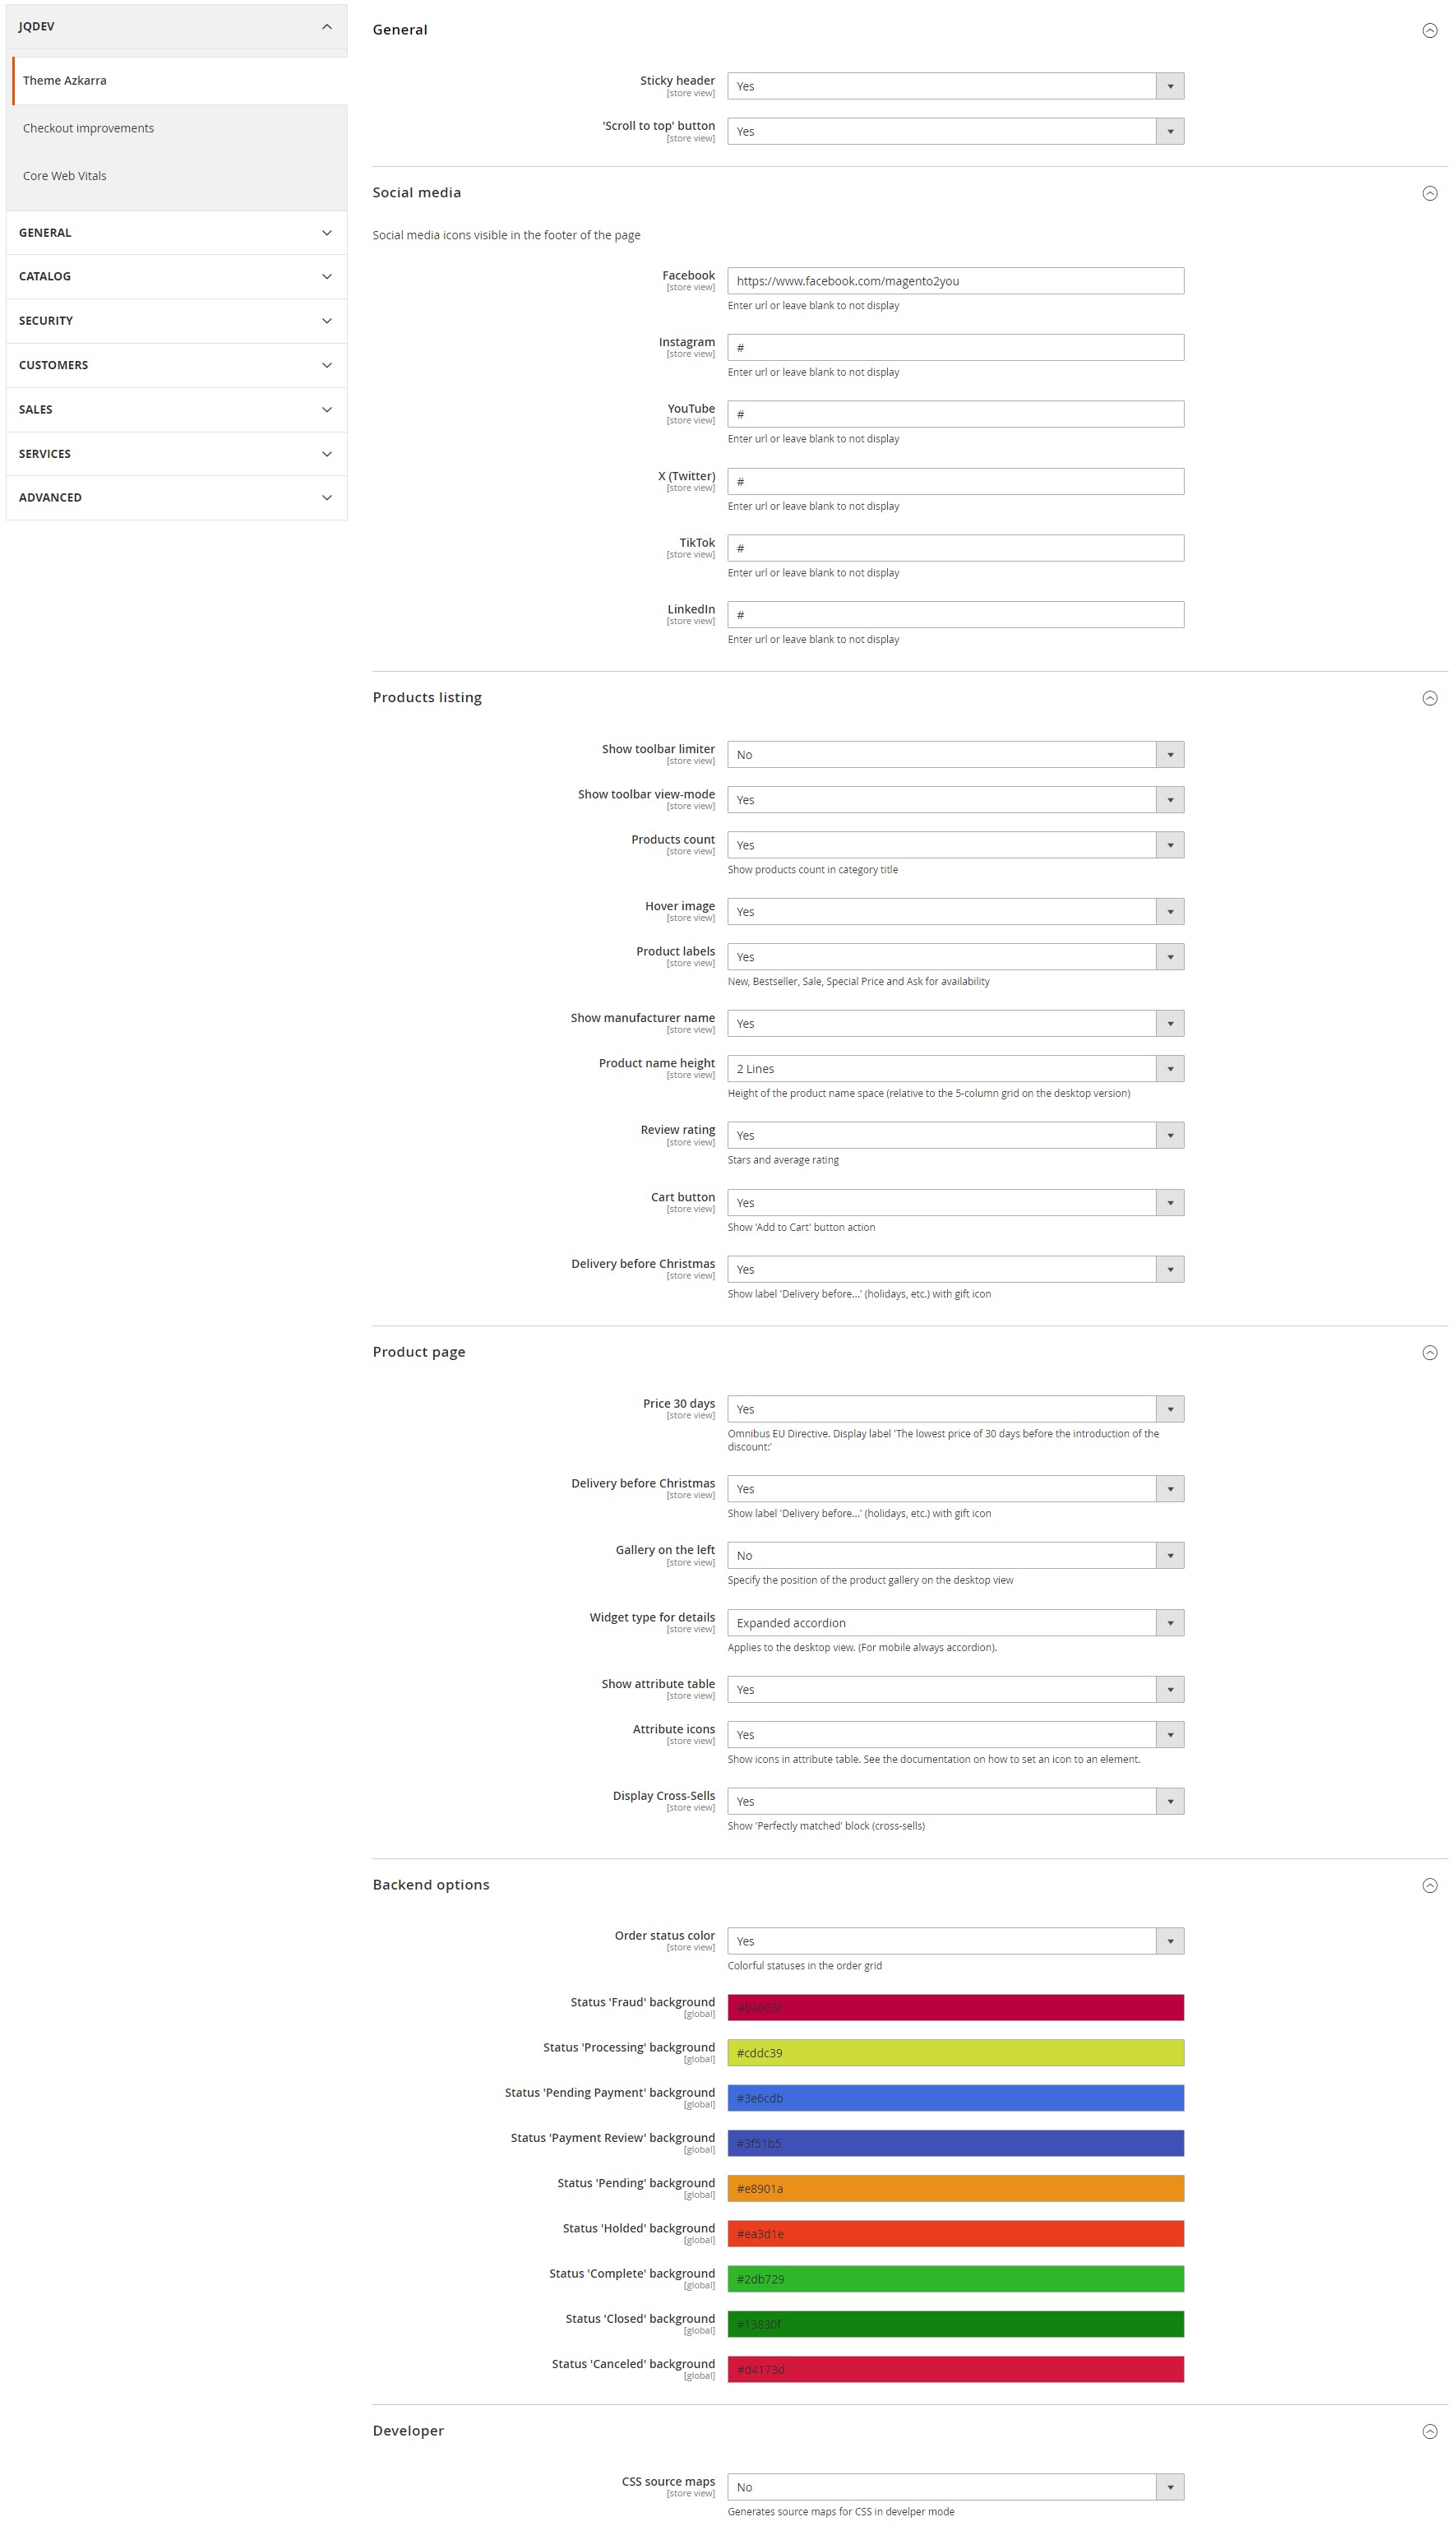 JQDEV
Theme Azkarra
Checkout improvements
Core Web Vitals
GENERAL
CATALOG
SECURITY
CUSTOMERS
SALES
SERVICES
ADVANCED
General
Sticky header
[store view]
Yes
'Scroll to top' button
[store view]
Yes
Social media
Social media icons visible in the footer of the page
Facebook
[store view]
https://www.facebook.com/magento2you
Enter url or leave blank to not display
Instagram
[store view]
#
Enter url or leave blank to not display
YouTube
[store view]
#
Enter url or leave blank to not display
X (Twitter)
[store view]
#
Enter url or leave blank to not display
TikTok
[store view]
#
Enter url or leave blank to not display
LinkedIn
[store view]
#
Enter url or leave blank to not display
Products listing
Show toolbar limiter
[store view]
No
Show toolbar view-mode
[store view]
Yes
Products count
[store view]
Yes
Show products count in category title
Hover image
[store view]
Yes
Product labels
[store view]
Yes
New, Bestseller, Sale, Special Price and Ask for availability
Show manufacturer name
[store view]
Yes
Product name height
[store view]
2 Lines
Height of the product name space (relative to the 5-column grid on the desktop version)
Review rating
[store view]
Yes
Stars and average rating
Cart button
[store view]
Yes
Show 'Add to Cart' button action
Delivery before Christmas
[store view]
Yes
Show label 'Delivery before...' (holidays, etc.) with gift icon
Product page
Price 30 days
[store view]
Yes
Omnibus EU Directive. Display label 'The lowest price of 30 days before the introduction of the
discount:'
Delivery before Christmas
[store view]
Yes
Show label 'Delivery before...' (holidays, etc.) with gift icon
Gallery on the left
[store view]
No
Specify the position of the product gallery on the desktop view
Widget type for details
[store view]
Expanded accordion
Applies to the desktop view. (For mobile always accordion).
Show attribute table
[store view]
Yes
Attribute icons
[store view]
Yes
Show icons in attribute table. See the documentation on how to set an icon to an element.
Display Cross-Sells
[store view]
Yes
Show 'Perfectly matched' block (cross-sells)
Backend options
Order status color
[store view]
Yes
Colorful statuses in the order grid
Status 'Fraud' background
[global]
#ba003f
Status 'Processing' background
[global]
#cddc39
Status 'Pending Payment' background
[global]
#3e6cdb
Status 'Payment Review' background
[global]
#3f51b5
Status 'Pending' background
[global]
#e8901a
Status 'Holded' background
[global]
#ea3d1e
Status 'Complete' background
[global]
#2db729
Status 'Closed' background
[global]
#13830f
Status 'Canceled' background
[global]
#d4173d
Developer
CSS source maps
[store view]
No
Generates source maps for CSS in develper mode